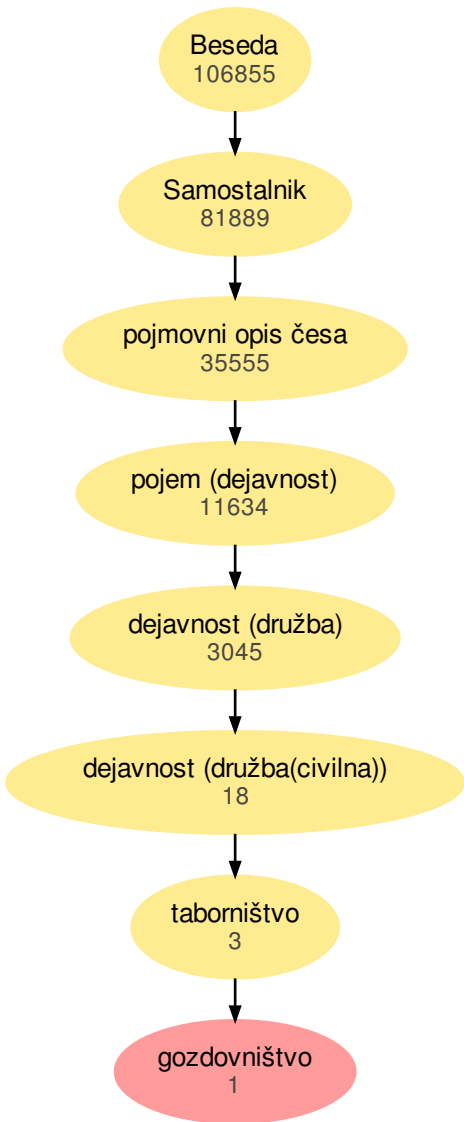 Beseda
106855
Samostalnik
81889
pojmovni opis česa
35555
pojem (dejavnost)
11634
dejavnost (družba)
3045
dejavnost (družba(civilna))
18
taborništvo
3
gozdovništvo
1